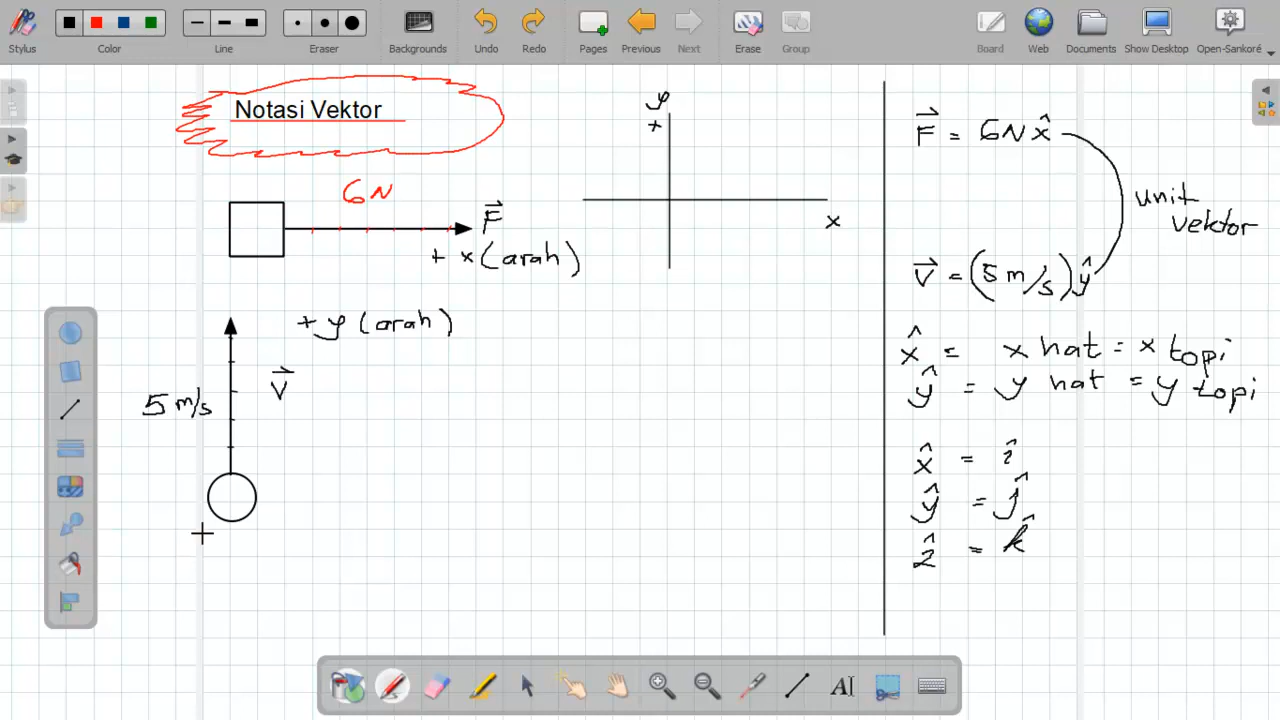 Stylus
Color
Line
Eraser
Backgrounds
Undo
Redo
Pages
Previous
Next
Erase
Group
Board
Web
Documents
Show Desktop
Open-Sankoré
Notasi Vektor
6N
F⃗
+ x (arah)
+ y (arah)
5 m/s
V⃗
y
+
x
F⃗ = 6N x̂
unit
vektor
V⃗ = (5 m/s) ŷ
x̂ = x hat = x topi
ŷ = y hat = y topi
x̂ = î
ŷ = ĵ
ẑ = k̂